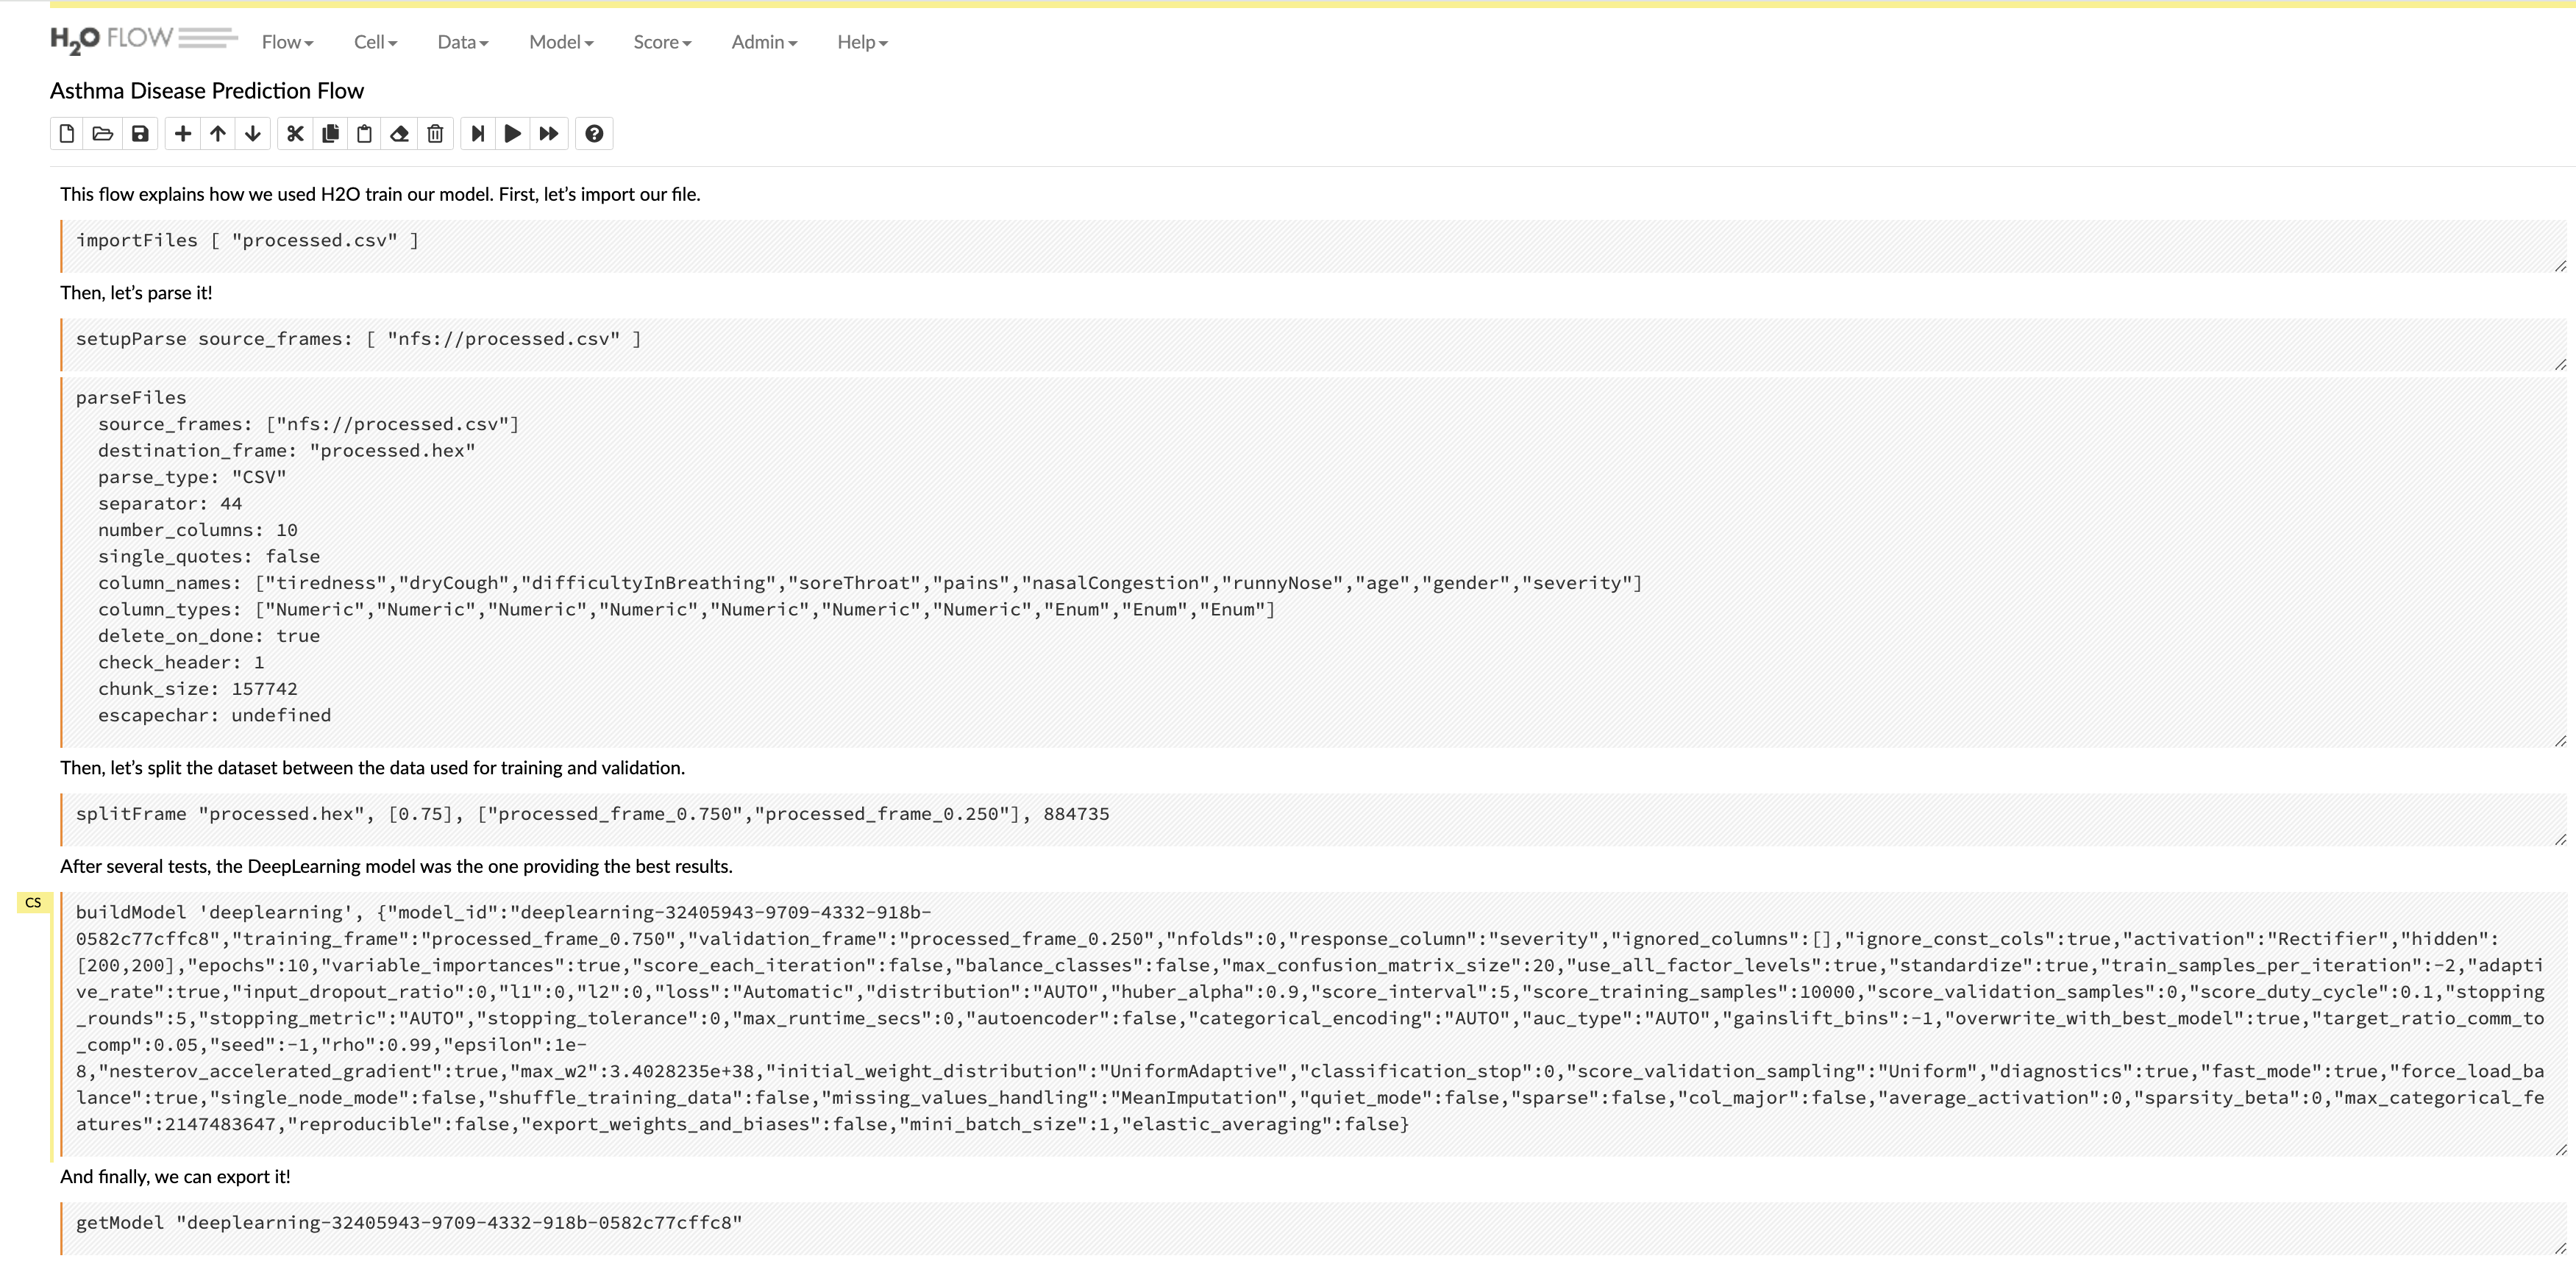 H2O FLOW Flow Cell Data Model Score Admin Help
Asthma Disease Prediction Flow
This flow explains how we used H2O train our model. First, let’s import our file.
importFiles [ "processed.csv" ]
Then, let’s parse it!
setupParse source_frames: [ "nfs://processed.csv" ]
parseFiles
source_frames: ["nfs://processed.csv"]
destination_frame: "processed.hex"
parse_type: "CSV"
separator: 44
number_columns: 10
single_quotes: false
column_names: ["tiredness","dryCough","difficultyInBreathing","soreThroat","pains","nasalCongestion","runnyNose","age","gender","severity"]
column_types: ["Numeric","Numeric","Numeric","Numeric","Numeric","Numeric","Numeric","Enum","Enum","Enum"]
delete_on_done: true
check_header: 1
chunk_size: 157742
escapechar: undefined
Then, let’s split the dataset between the data used for training and validation.
splitFrame "processed.hex", [0.75], ["processed_frame_0.750","processed_frame_0.250"], 884735
After several tests, the DeepLearning model was the one providing the best results.
CS
buildModel 'deeplearning', {"model_id":"deeplearning-32405943-9709-4332-918b-
0582c77cffc8","training_frame":"processed_frame_0.750","validation_frame":"processed_frame_0.250","nfolds":0,"response_column":"severity","ignored_columns":[],"ignore_const_cols":true,"activation":"Rectifier","hidden":
[200,200],"epochs":10,"variable_importances":true,"score_each_iteration":false,"balance_classes":false,"max_confusion_matrix_size":20,"use_all_factor_levels":true,"standardize":true,"train_samples_per_iteration":-2,"adapti
ve_rate":true,"input_dropout_ratio":0,"l1":0,"l2":0,"loss":"Automatic","distribution":"AUTO","huber_alpha":0.9,"score_interval":5,"score_training_samples":10000,"score_validation_samples":0,"score_duty_cycle":0.1,"stopping
_rounds":5,"stopping_metric":"AUTO","stopping_tolerance":0,"max_runtime_secs":0,"autoencoder":false,"categorical_encoding":"AUTO","auc_type":"AUTO","gainslift_bins":-1,"overwrite_with_best_model":true,"target_ratio_comm_to
_comp":0.05,"seed":-1,"rho":0.99,"epsilon":1e-
8,"nesterov_accelerated_gradient":true,"max_w2":3.4028235e+38,"initial_weight_distribution":"UniformAdaptive","classification_stop":0,"score_validation_sampling":"Uniform","diagnostics":true,"fast_mode":true,"force_load_ba
lance":true,"single_node_mode":false,"shuffle_training_data":false,"missing_values_handling":"MeanImputation","quiet_mode":false,"sparse":false,"col_major":false,"average_activation":0,"sparsity_beta":0,"max_categorical_fe
atures":2147483647,"reproducible":false,"export_weights_and_biases":false,"mini_batch_size":1,"elastic_averaging":false}
And finally, we can export it!
getModel "deeplearning-32405943-9709-4332-918b-0582c77cffc8"